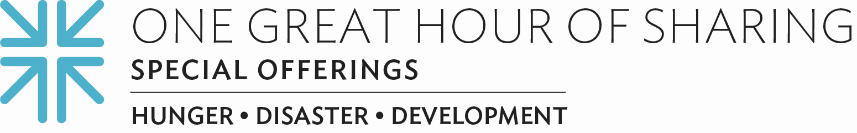 ONE GREAT HOUR OF SHARING
SPECIAL OFFERINGS
HUNGER • DISASTER • DEVELOPMENT